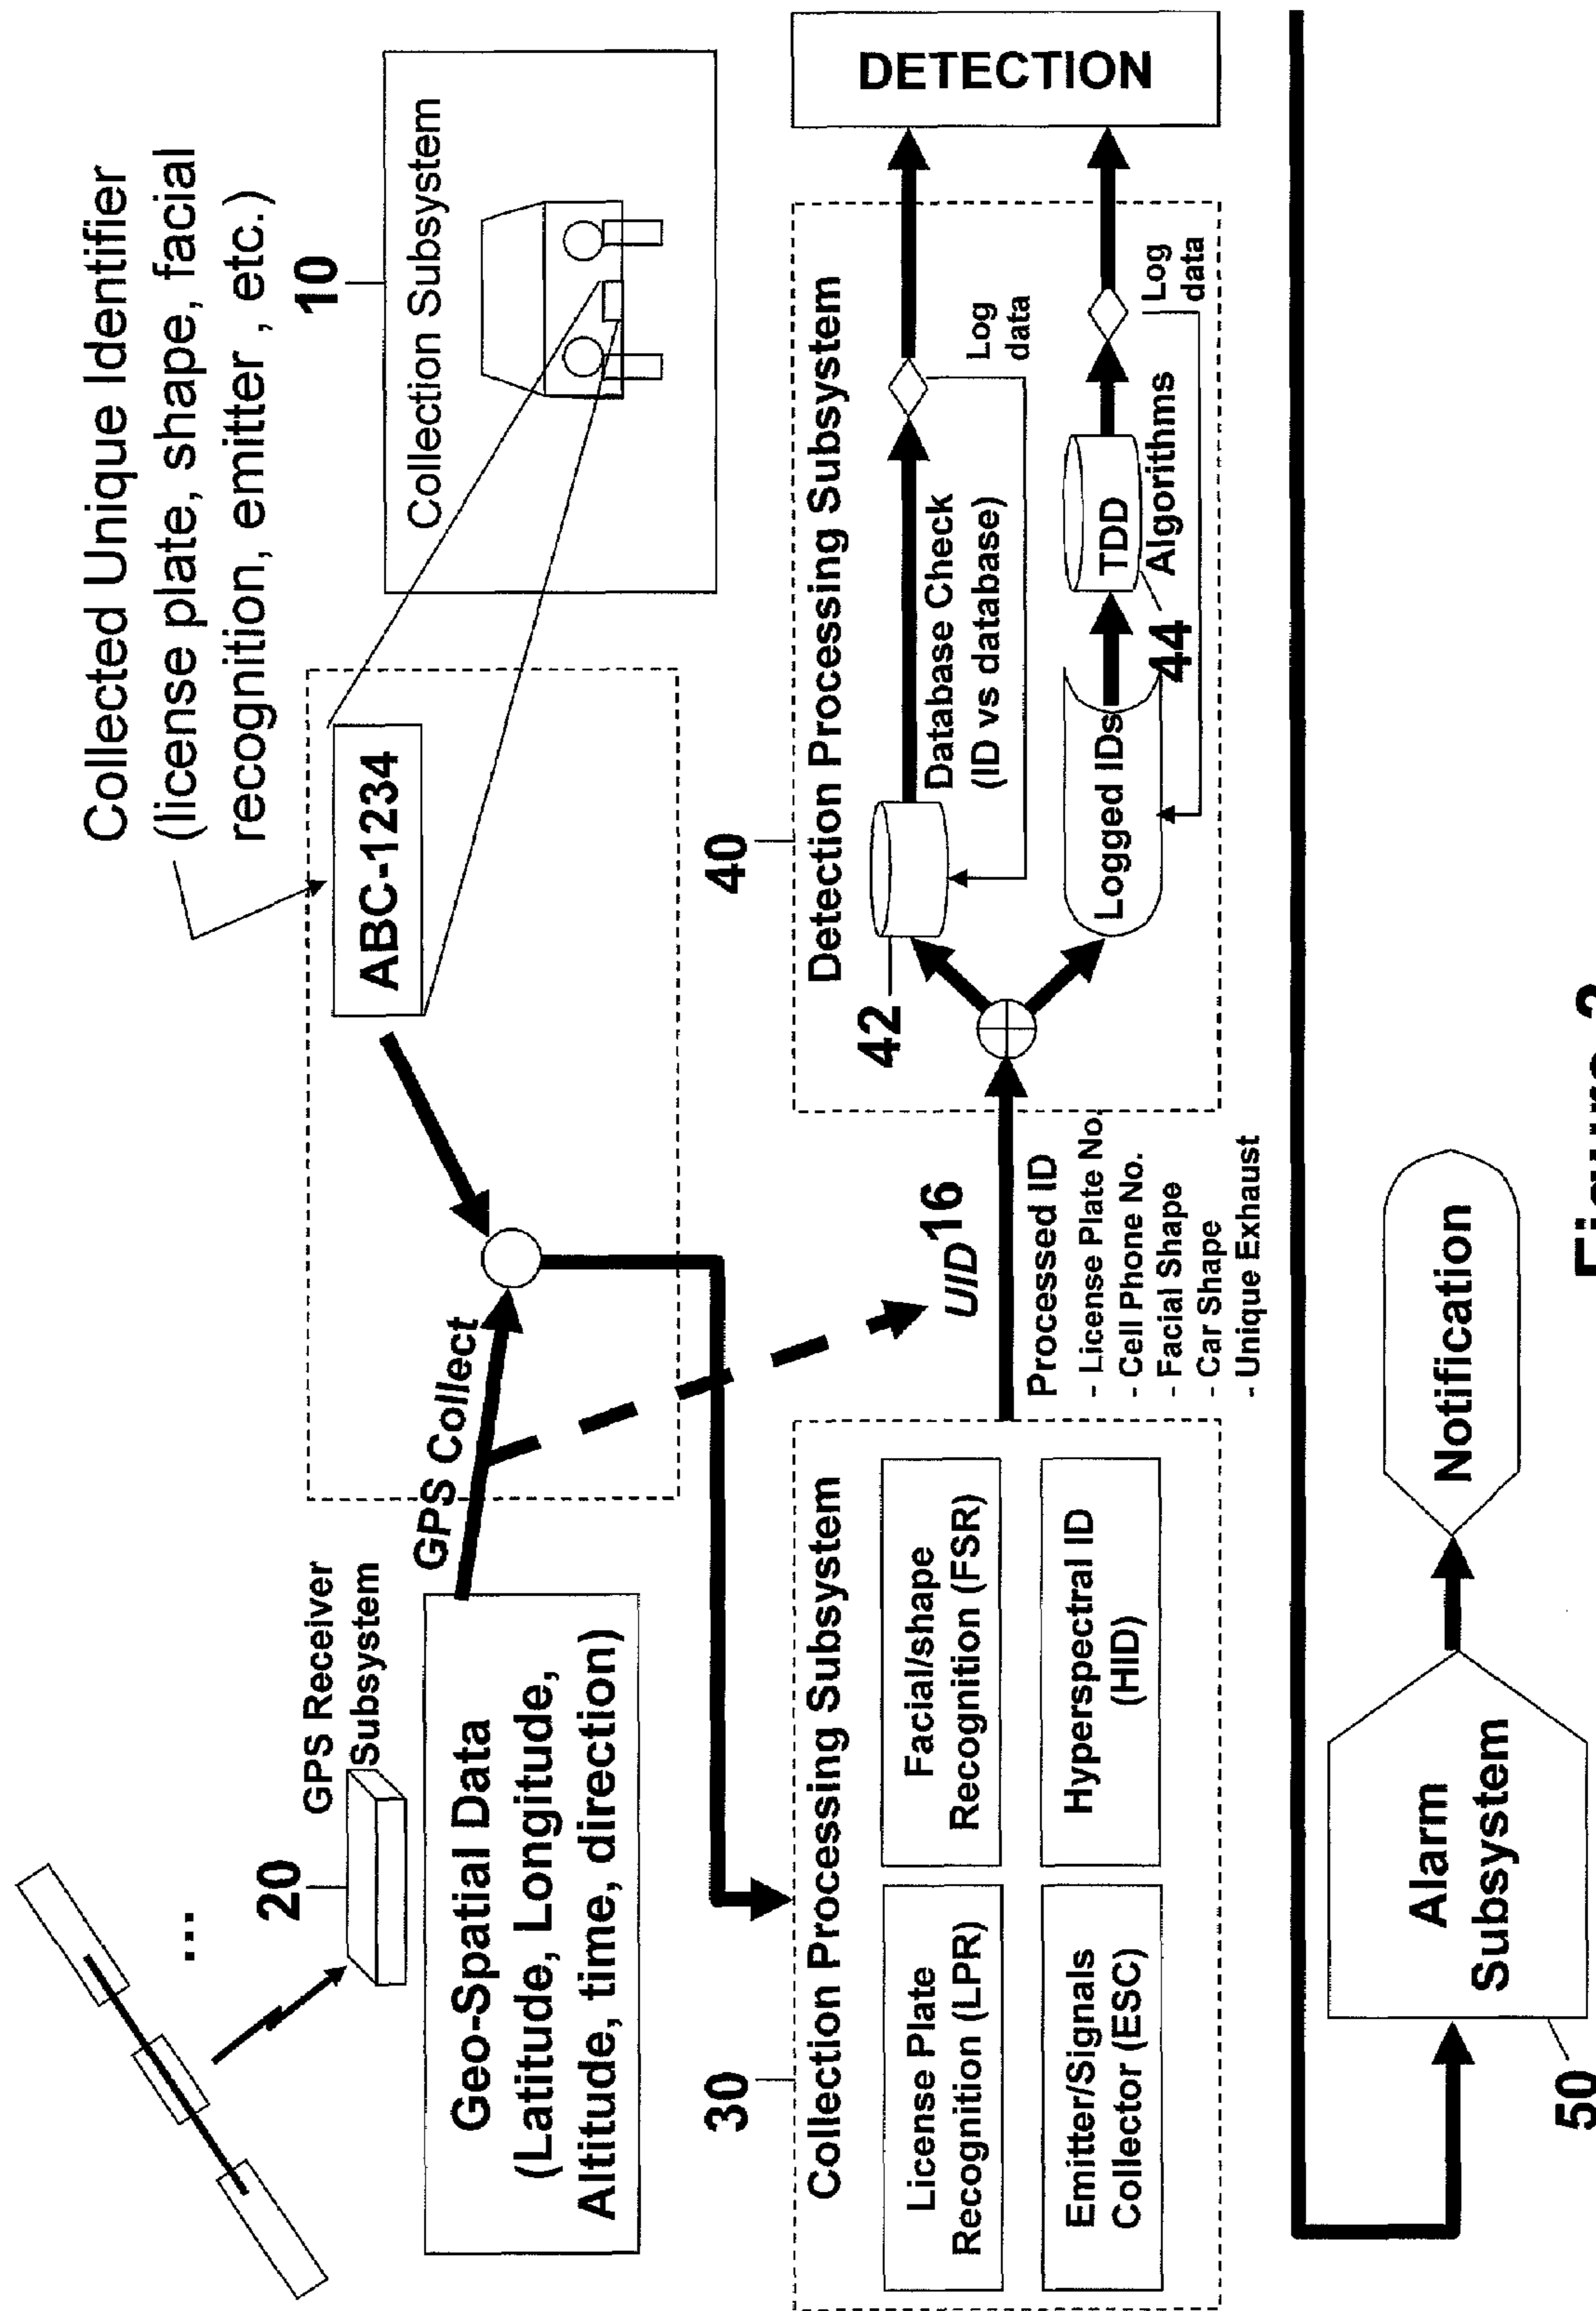 Collected Unique Identifier
(license plate, shape, facial
recognition, emitter , etc.)
...
20
GPS Receiver
Subsystem
Geo-Spatial Data
(Latitude, Longitude,
Altitude, time, direction)
GPS Collect
ABC-1234
10
Collection Subsystem
30
Collection Processing Subsystem
License Plate
Recognition (LPR)
Facial/shape
Recognition (FSR)
Emitter/Signals
Collector (ESC)
Hyperspectral ID
(HID)
UID 16
Processed ID
- License Plate No.
- Cell Phone No.
- Facial Shape
- Car Shape
- Unique Exhaust
40
Detection Processing Subsystem
42
Database Check
(ID vs database)
Log
data
Logged IDs
TDD
44
Algorithms
Log
data
DETECTION
Alarm
Subsystem
50
Notification